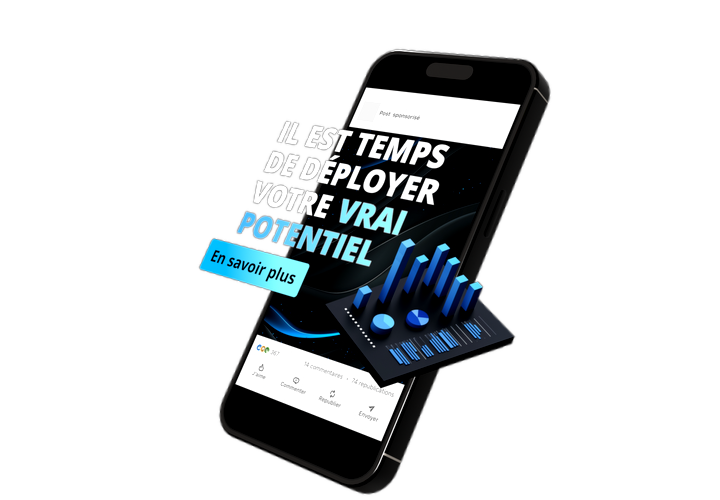 Post sponsorise
IL EST TEMPS
DE DÉPLOYER
VOTRE VRAI
POTENTIEL
En savoir plus
367
14 commentaires • 14 republications
J'aime
Commenter
Republier
Envoyer